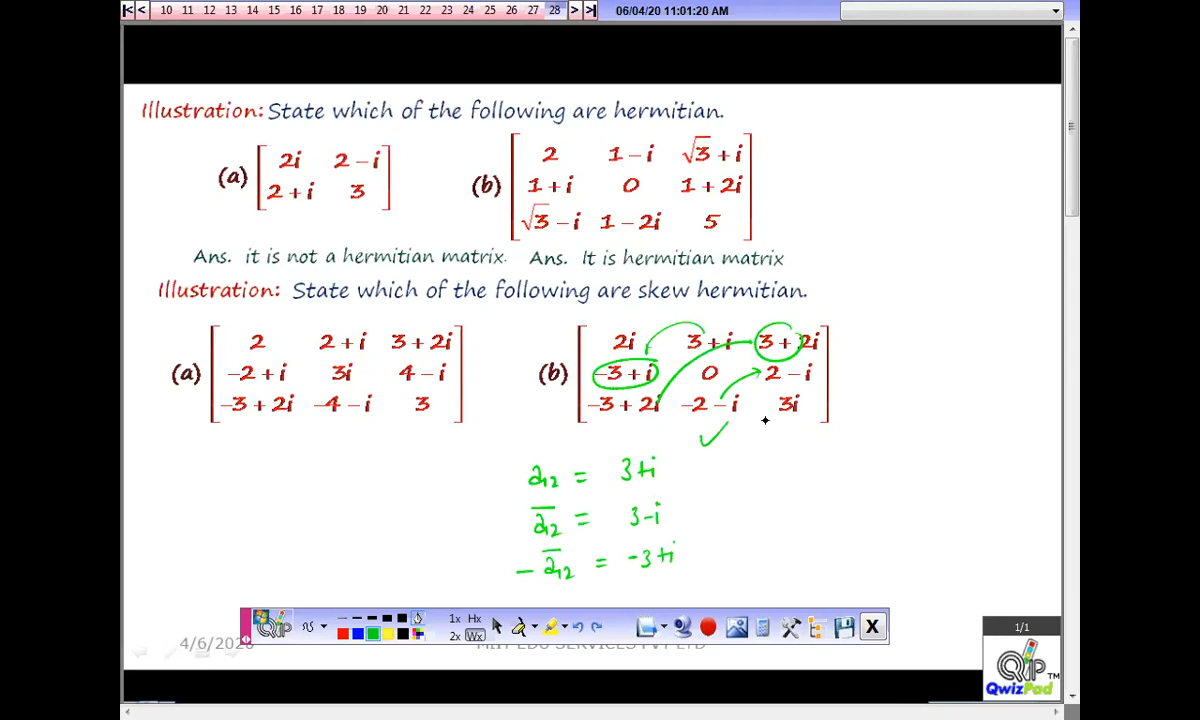 |< < 10 11 12 13 14 15 16 17 18 19 20 21 22 23 24 25 26 27 28 > >| 06/04/20 11:01:20 AM
Illustration: State which of the following are hermitian.
(a) [2i 2 – i
2 + i 3]
(b) [2 1 – i √3 + i
1 + i 0 1 + 2i
√3 – i 1 – 2i 5]
Ans. it is not a hermitian matrix. Ans. It is hermitian matrix
Illustration: State which of the following are skew hermitian.
(a) [2 2 + i 3 + 2i
–2 + i 3i 4 – i
–3 + 2i –4 – i 3]
(b) [2i 3 + i 3 + 2i
–3 + i 0 2 – i
–3 + 2i –2 – i 3i]
✓
a₁₂ = 3+i
a̅₁₂ = 3-i
- a̅₁₂ = -3+i
1x Hx
2x Wx
X
1/1
4/6/2020
QiP
QwizPad™